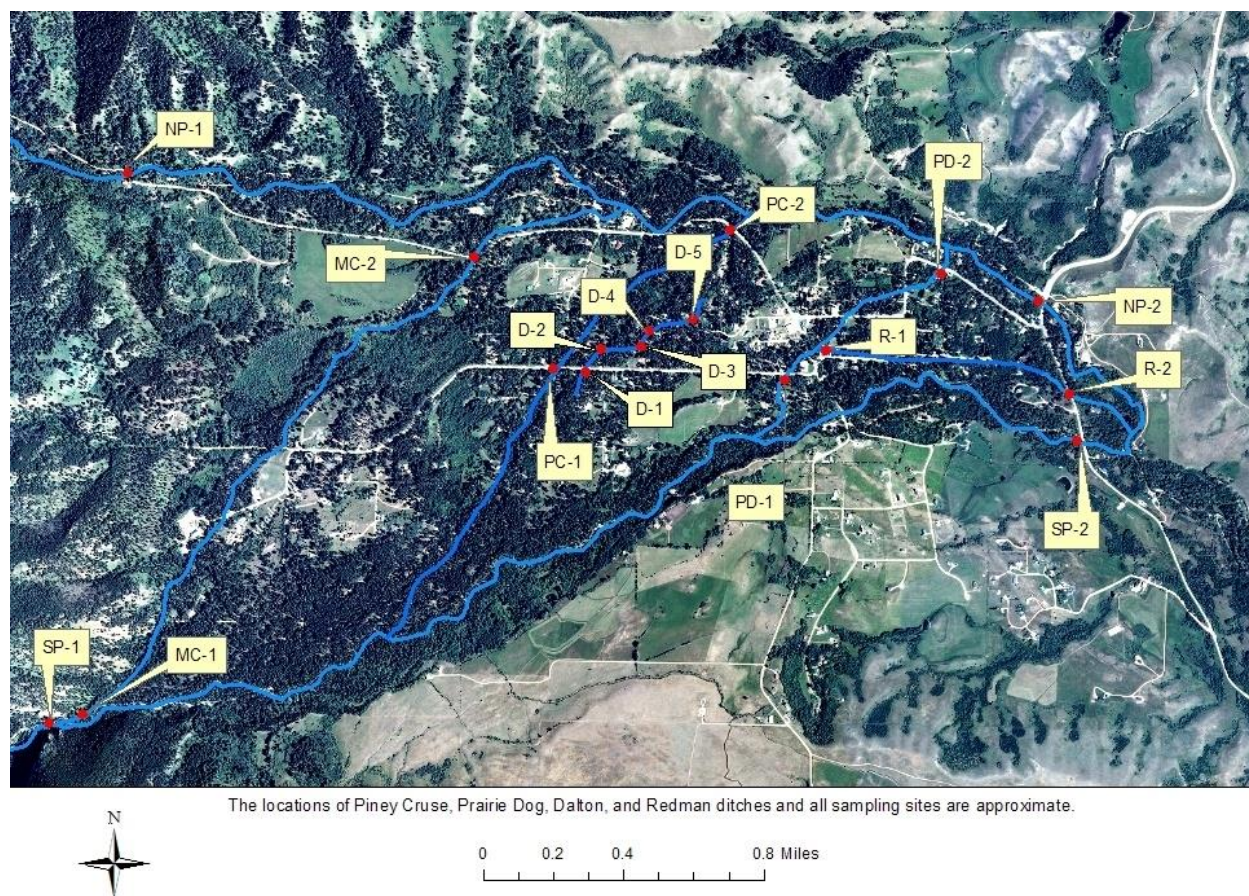 NP-1
PD-2
PC-2
MC-2
D-5
D-4
D-2
NP-2
R-1
D-3
R-2
D-1
PC-1
PD-1
SP-2
SP-1
MC-1
The locations of Piney Cruse, Prairie Dog, Dalton, and Redman ditches and all sampling sites are approximate.
N
0 0.2 0.4 0.8 Miles